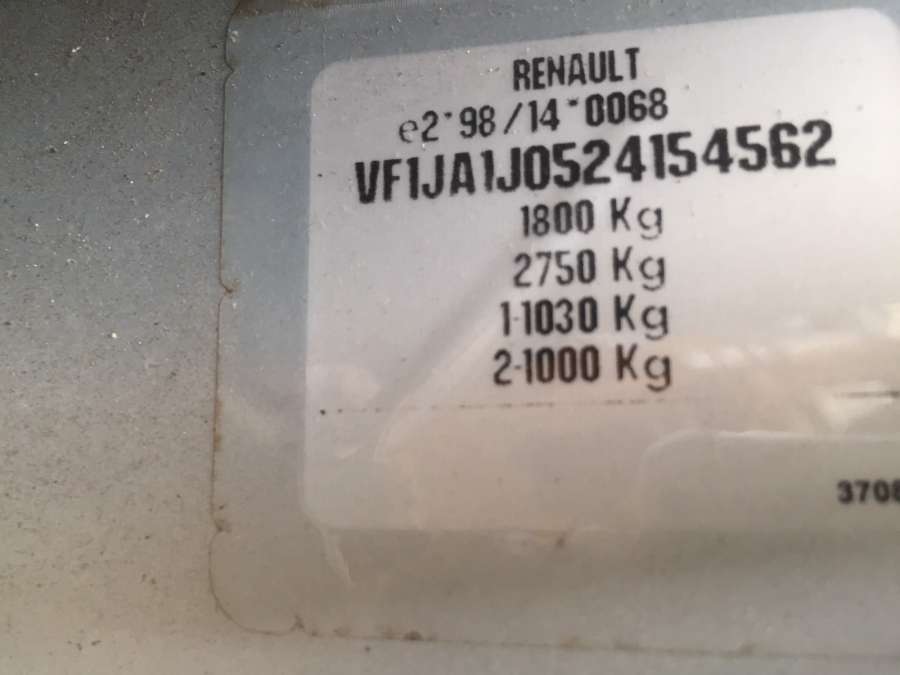 RENAULT
e2*98/14*0068
VF1JA1J0524154562
1800 Kg
2750 Kg
1-1030 Kg
2-1000 Kg